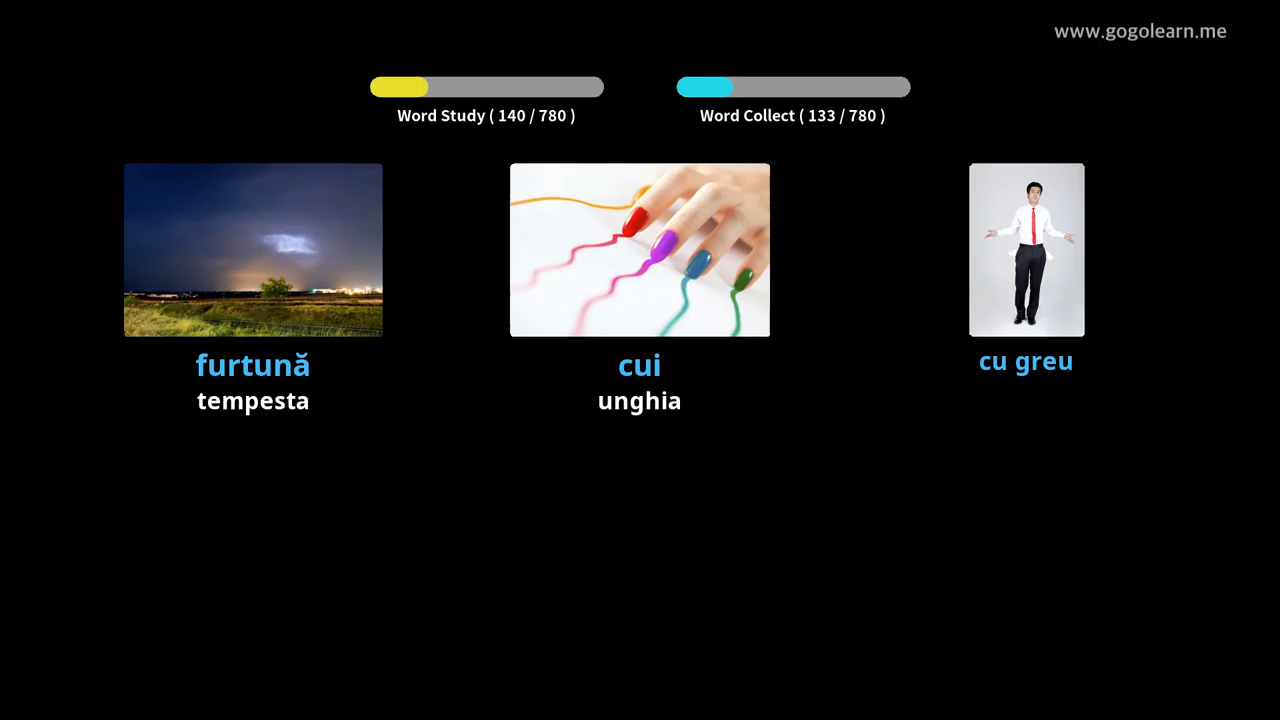 www.gogolearn.me
Word Study ( 140 / 780 )
Word Collect ( 133 / 780 )
furtună
tempesta
cui
unghia
cu greu